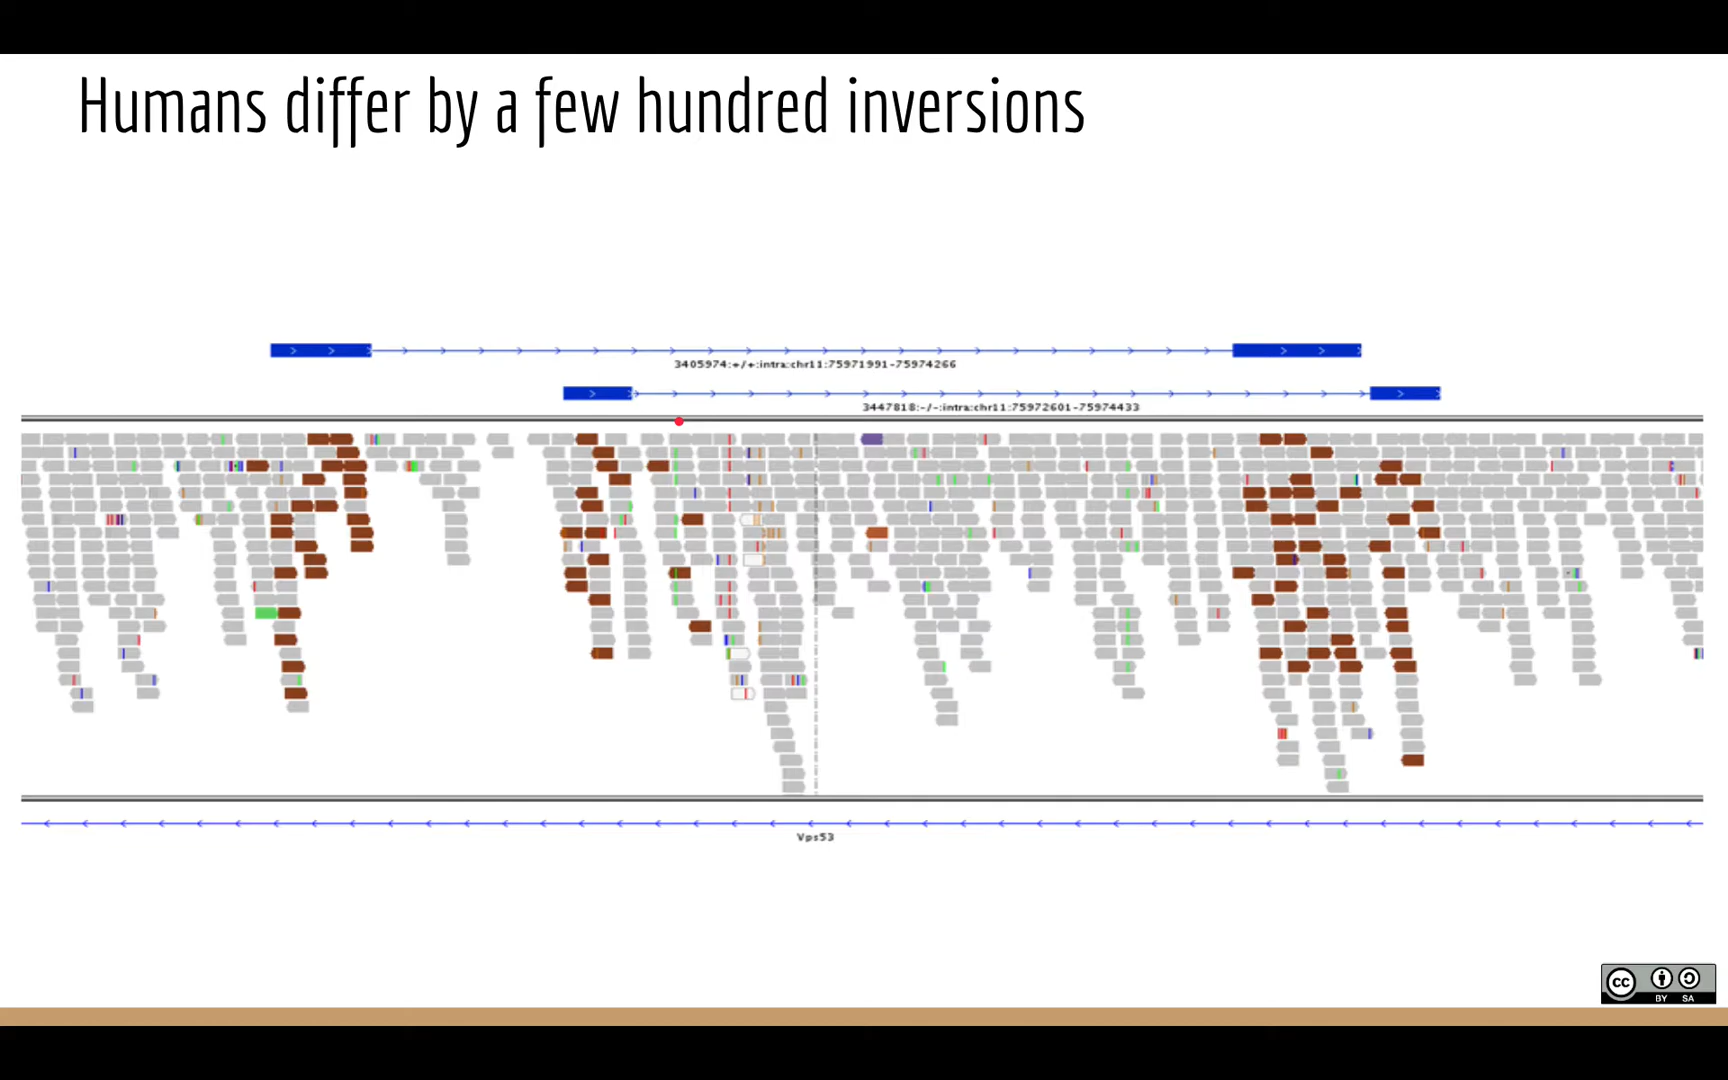 Humans differ by a few hundred inversions
3405974:+/+:intra:chr11:75971991-75974266
3447818:-/-:intra:chr11:75972601-75974433
Vps53
cc
BY SA